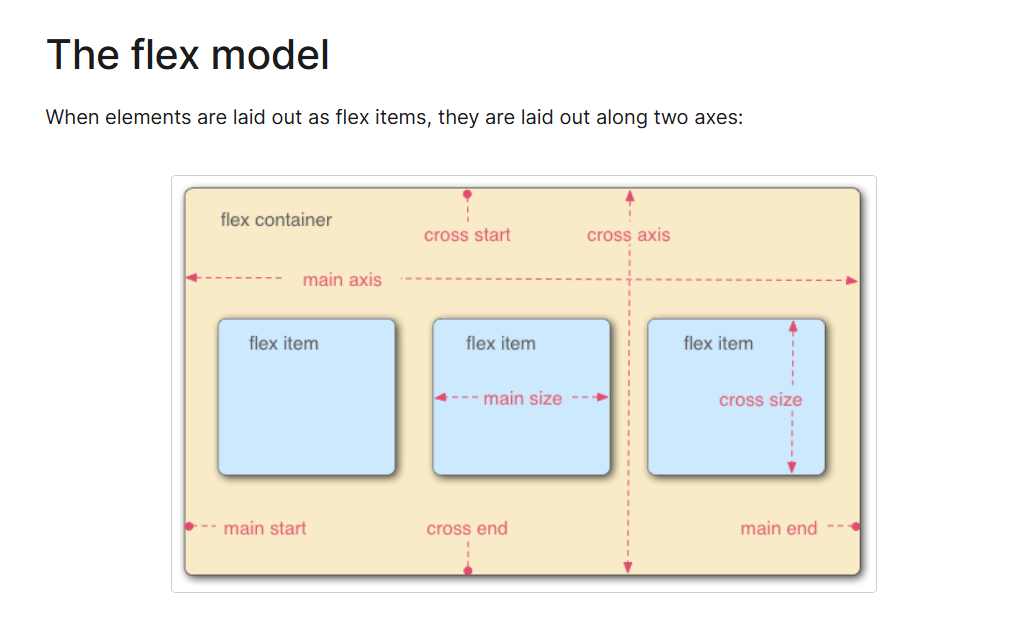 The flex model
When elements are laid out as flex items, they are laid out along two axes:
flex container
cross start
cross axis
main axis
flex item
flex item
flex item
main size
cross size
main start
cross end
main end